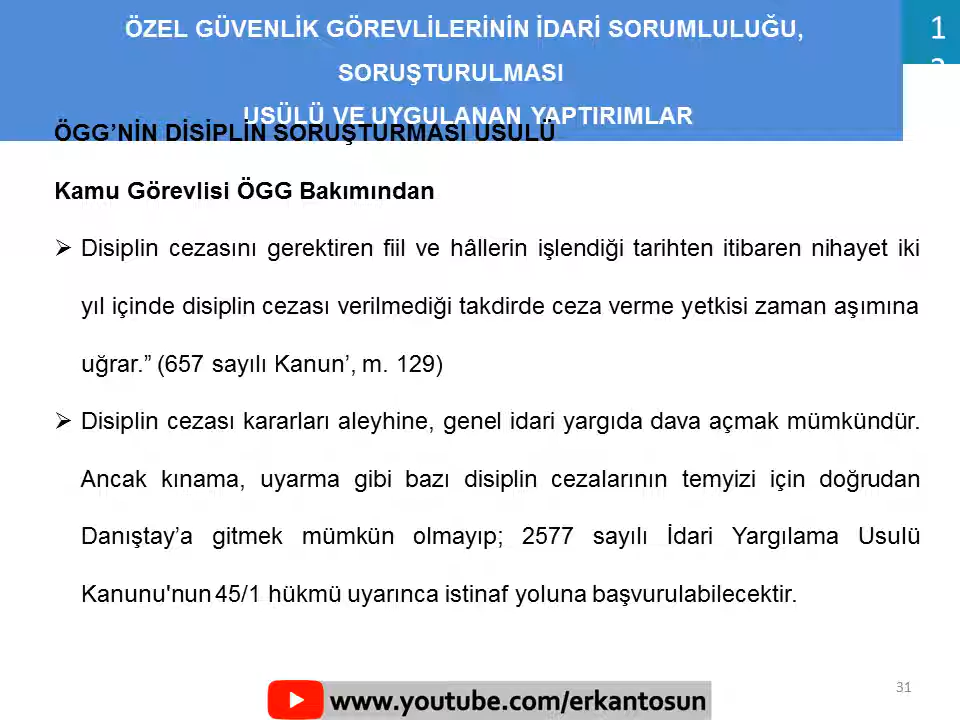 ÖZEL GÜVENLİK GÖREVLİLERİNİN İDARİ SORUMLULUĞU,
SORUŞTURULMASI
USÜLÜ VE UYGULANAN YAPTIRIMLAR
ÖGG’NİN DİSİPLİN SORUŞTURMASI USULÜ
Kamu Görevlisi ÖGG Bakımından
➢ Disiplin cezasını gerektiren fiil ve hâllerin işlendiği tarihten itibaren nihayet iki
yıl içinde disiplin cezası verilmediği takdirde ceza verme yetkisi zaman aşımına
uğrar.” (657 sayılı Kanun’, m. 129)
➢ Disiplin cezası kararları aleyhine, genel idari yargıda dava açmak mümkündür.
Ancak kınama, uyarma gibi bazı disiplin cezalarının temyizi için doğrudan
Danıştay’a gitmek mümkün olmayıp; 2577 sayılı İdari Yargılama Usulü
Kanunu'nun 45/1 hükmü uyarınca istinaf yoluna başvurulabilecektir.
31
www.youtube.com/erkantosun